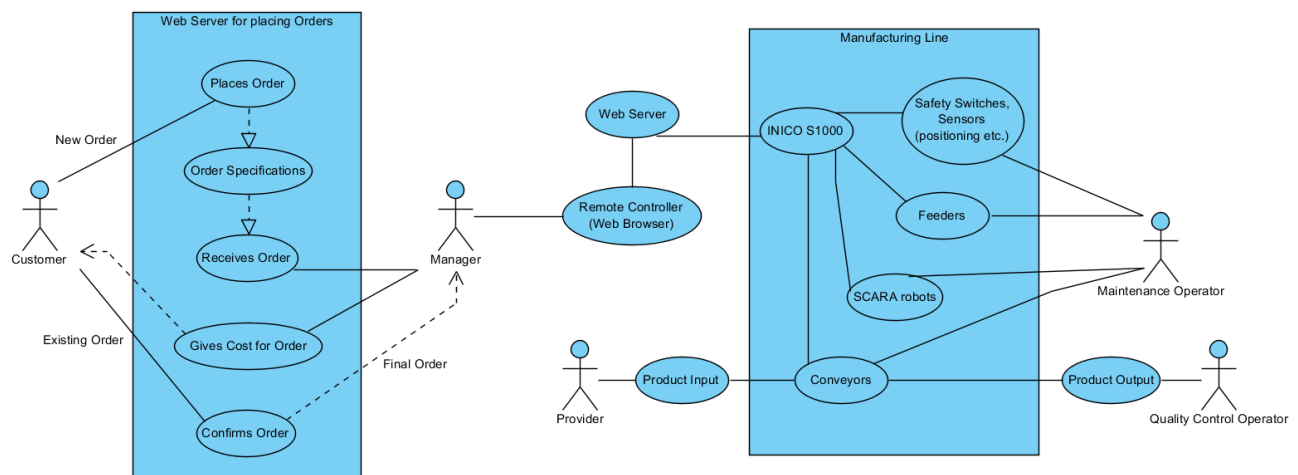 Web Server for placing Orders
Places Order
New Order
Order Specifications
Customer
Receives Order
Manager
Existing Order
Gives Cost for Order
Final Order
Confirms Order
Manufacturing Line
Web Server
INICO S1000
Safety Switches,
Sensors
(positioning etc.)
Remote Controller
(Web Browser)
Feeders
SCARA robots
Maintenance Operator
Provider
Product Input
Conveyors
Product Output
Quality Control Operator